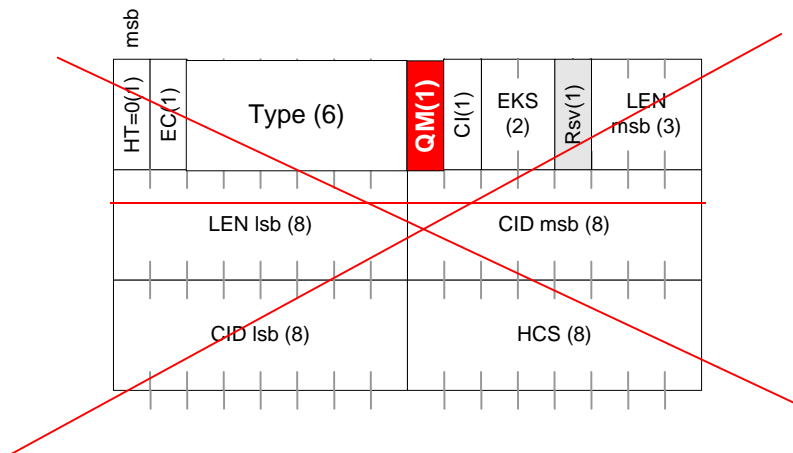 msb
HT=0(1)
EC(1)
Type (6)
QM(1)
CI(1)
EKS
(2)
Rsv(1)
LEN
msb (3)
LEN lsb (8)
CID msb (8)
CID lsb (8)
HCS (8)